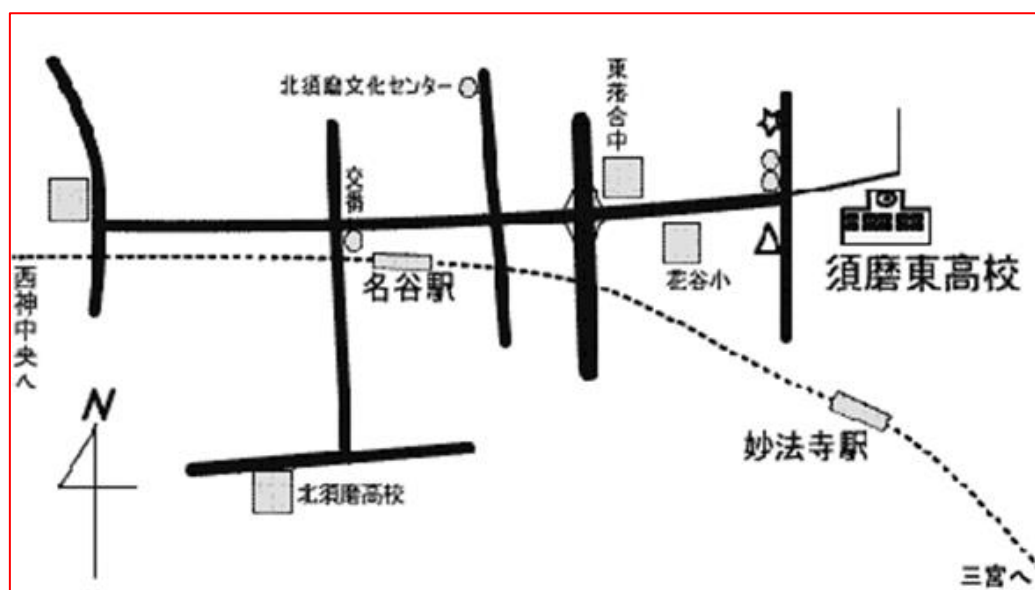 北須磨文化センター
東落合中
交番
名谷駅
花谷小
須磨東高校
西神中央へ
N
妙法寺駅
北須磨高校
三宮へ